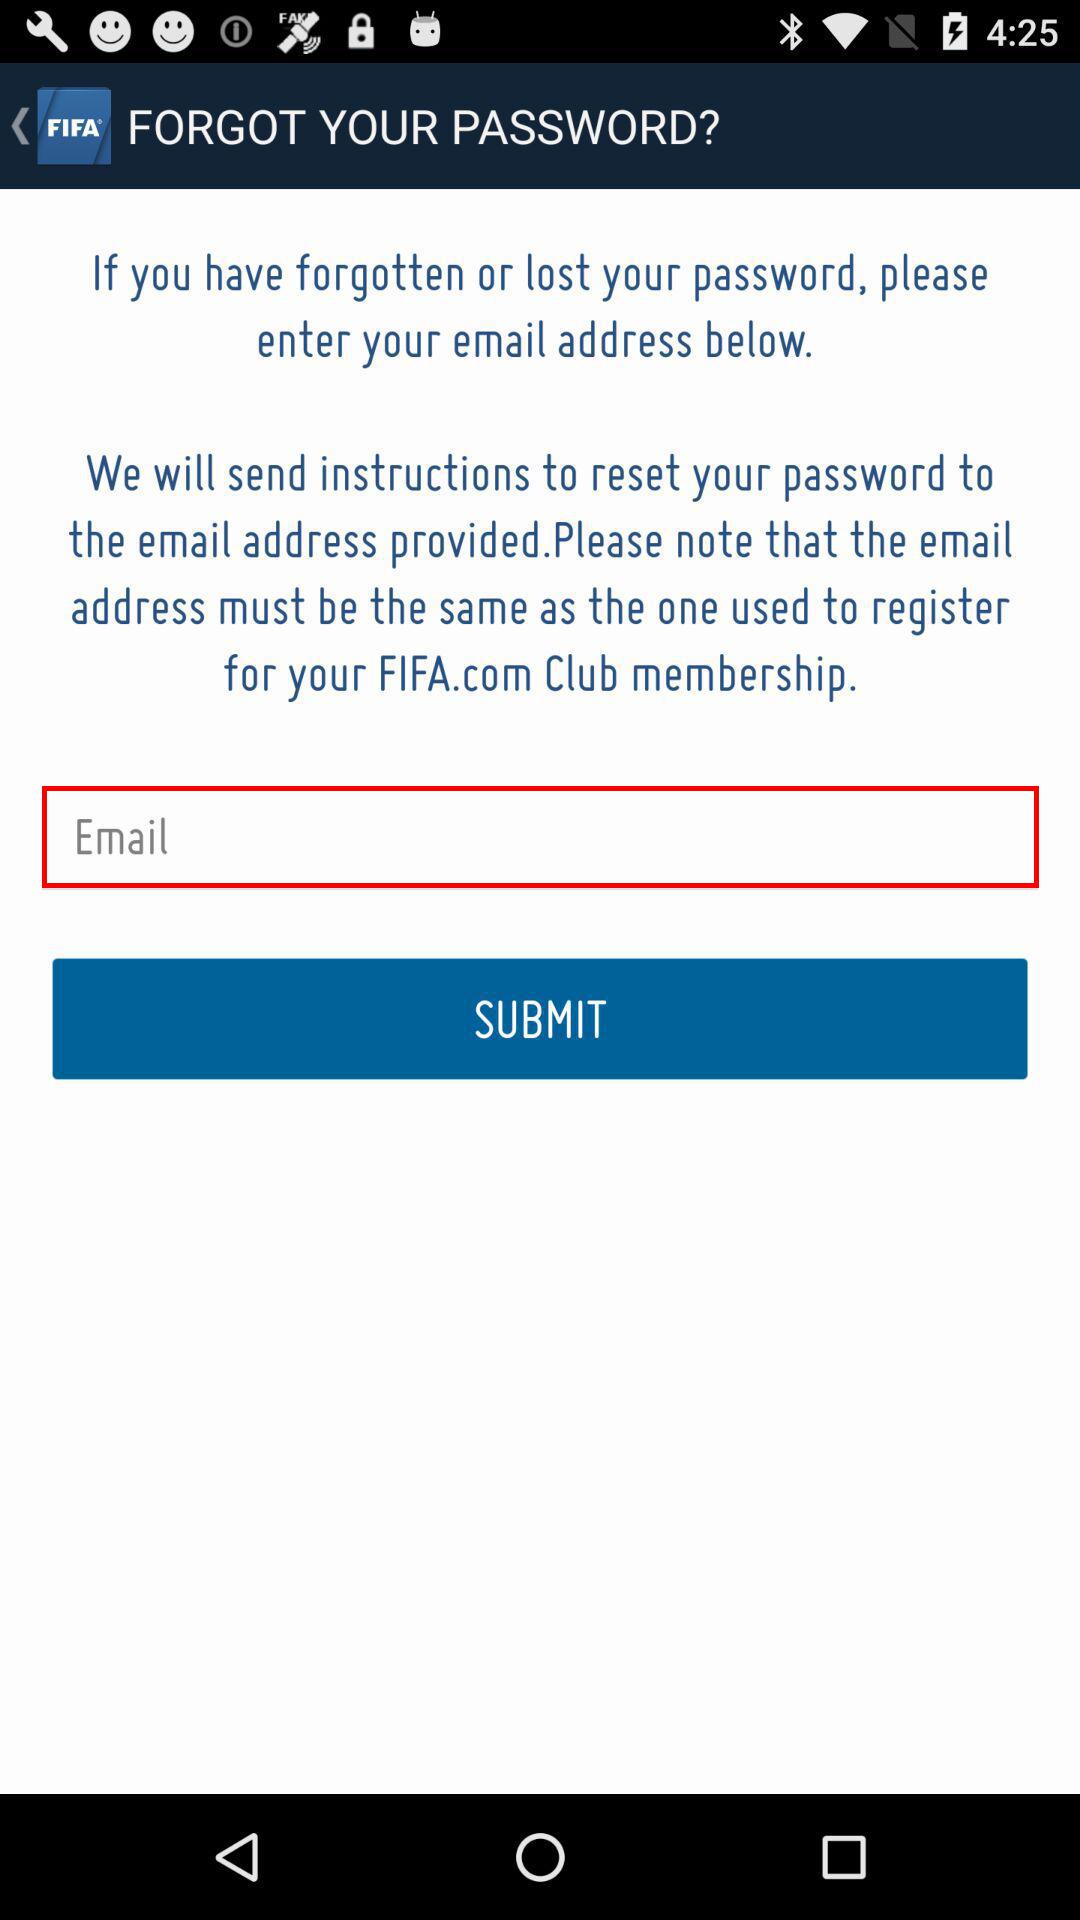 FAKE
4:25
FIFA FORGOT YOUR PASSWORD?
If you have forgotten or lost your password, please
enter your email address below.
We will send instructions to reset your password to
the email address provided.Please note that the email
address must be the same as the one used to register
for your FIFA.com Club membership.
Email
SUBMIT